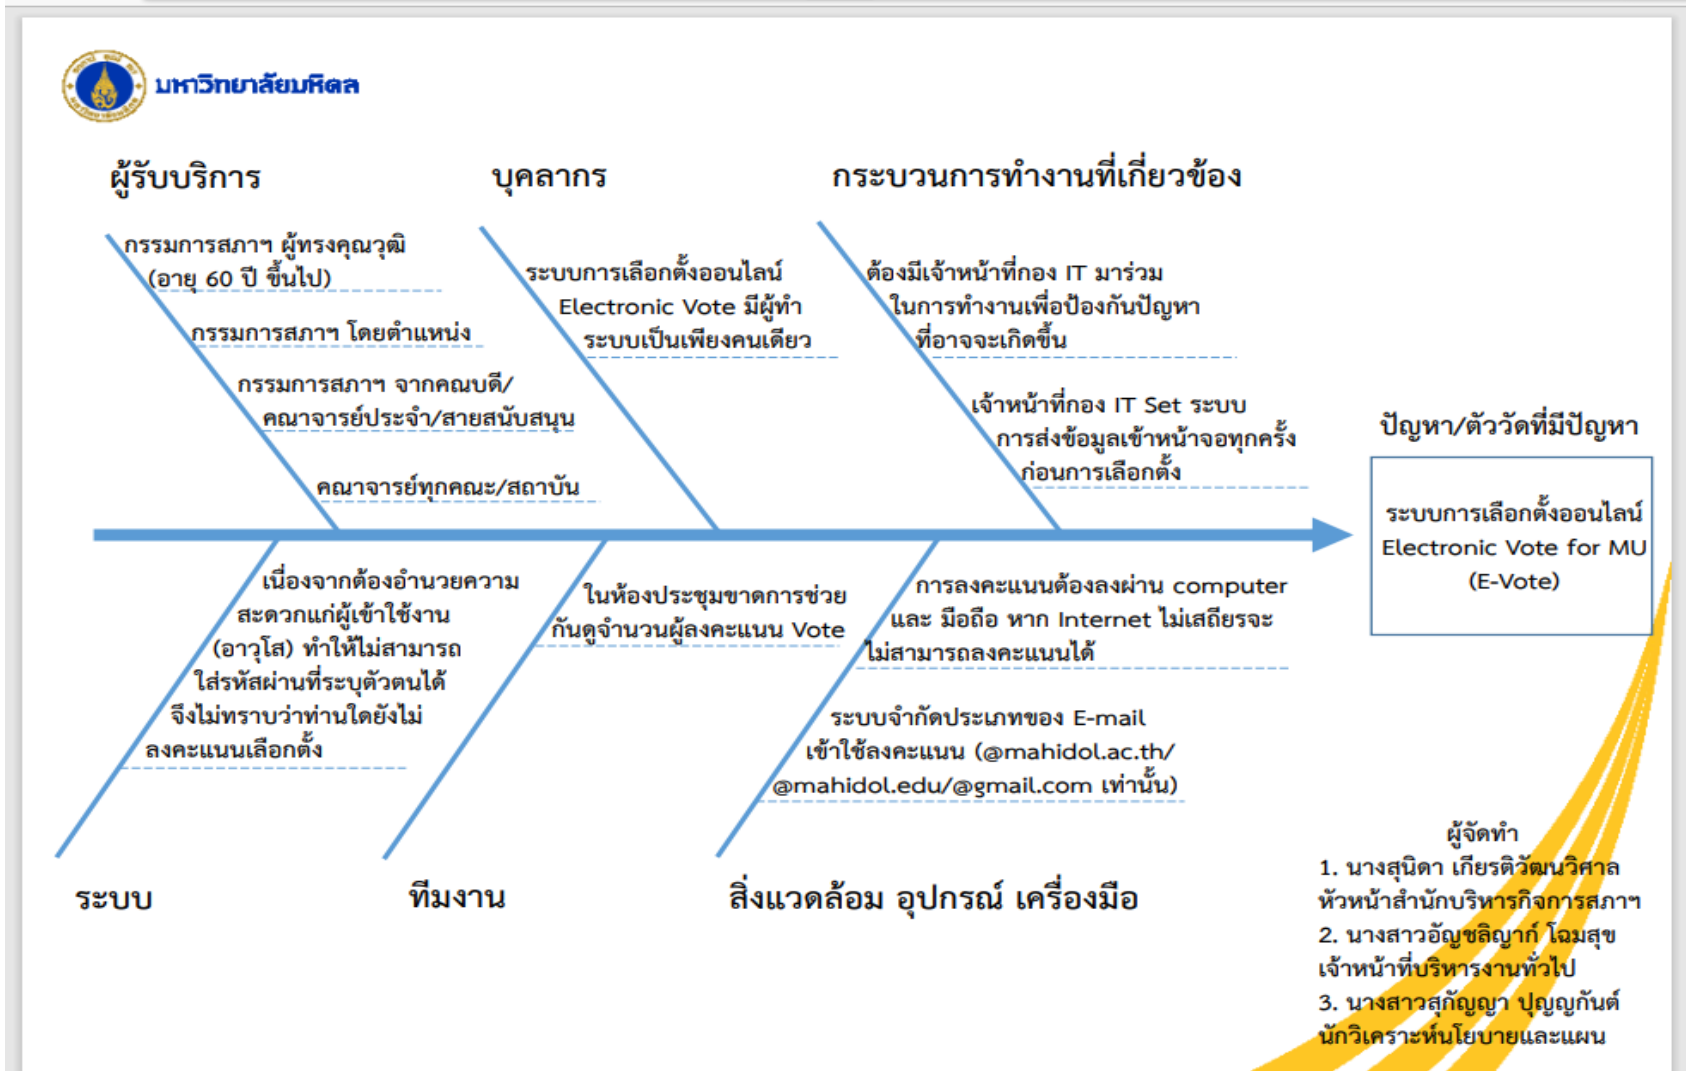 มหาวิทยาลัยมหิดล
ผู้รับบริการ
บุคลากร
กระบวนการทำงานที่เกี่ยวข้อง
กรรมการสภาฯ ผู้ทรงคุณวุฒิ
(อายุ 60 ปี ขึ้นไป)
กรรมการสภาฯ โดยตำแหน่ง
กรรมการสภาฯ จากคณบดี/
คณาจารย์ประจำ/สายสนับสนุน
คณาจารย์ทุกคณะ/สถาบัน
ระบบการเลือกตั้งออนไลน์
Electronic Vote มีผู้ทำ
ระบบเป็นเพียงคนเดียว
ต้องมีเจ้าหน้าที่กอง IT มาร่วม
ในการทำงานเพื่อป้องกันปัญหา
ที่อาจจะเกิดขึ้น
เจ้าหน้าที่กอง IT Set ระบบ
การส่งข้อมูลเข้าหน้าจอทุกครั้ง
ก่อนการเลือกตั้ง
ปัญหา/ตัววัดที่มีปัญหา
ระบบการเลือกตั้งออนไลน์
Electronic Vote for MU
(E-Vote)
เนื่องจากต้องอำนวยความ
สะดวกแก่ผู้เข้าใช้งาน
(อาวุโส) ทำให้ไม่สามารถ
ใส่รหัสผ่านที่ระบุตัวตนได้
จึงไม่ทราบว่าท่านใดยังไม่
ลงคะแนนเลือกตั้ง
ในห้องประชุมขาดการช่วย
กันดูจำนวนผู้ลงคะแนน Vote
การลงคะแนนต้องลงผ่าน computer
และ มือถือ หาก Internet ไม่เสถียรจะ
ไม่สามารถลงคะแนนได้
ระบบจำกัดประเภทของ E-mail
เข้าใช้ลงคะแนน (@mahidol.ac.th/
@mahidol.edu/@gmail.com เท่านั้น)
ระบบ
ทีมงาน
สิ่งแวดล้อม อุปกรณ์ เครื่องมือ
ผู้จัดทำ
1. นางสุนิดา เกียรติวัฒนวิศาล
หัวหน้าสำนักบริหารกิจการสภาฯ
2. นางสาวอัญชลิญาก์ โฉมสุข
เจ้าหน้าที่บริหารงานทั่วไป
3. นางสาวสุกัญญา ปุญญกันต์
นักวิเคราะห์นโยบายและแผน